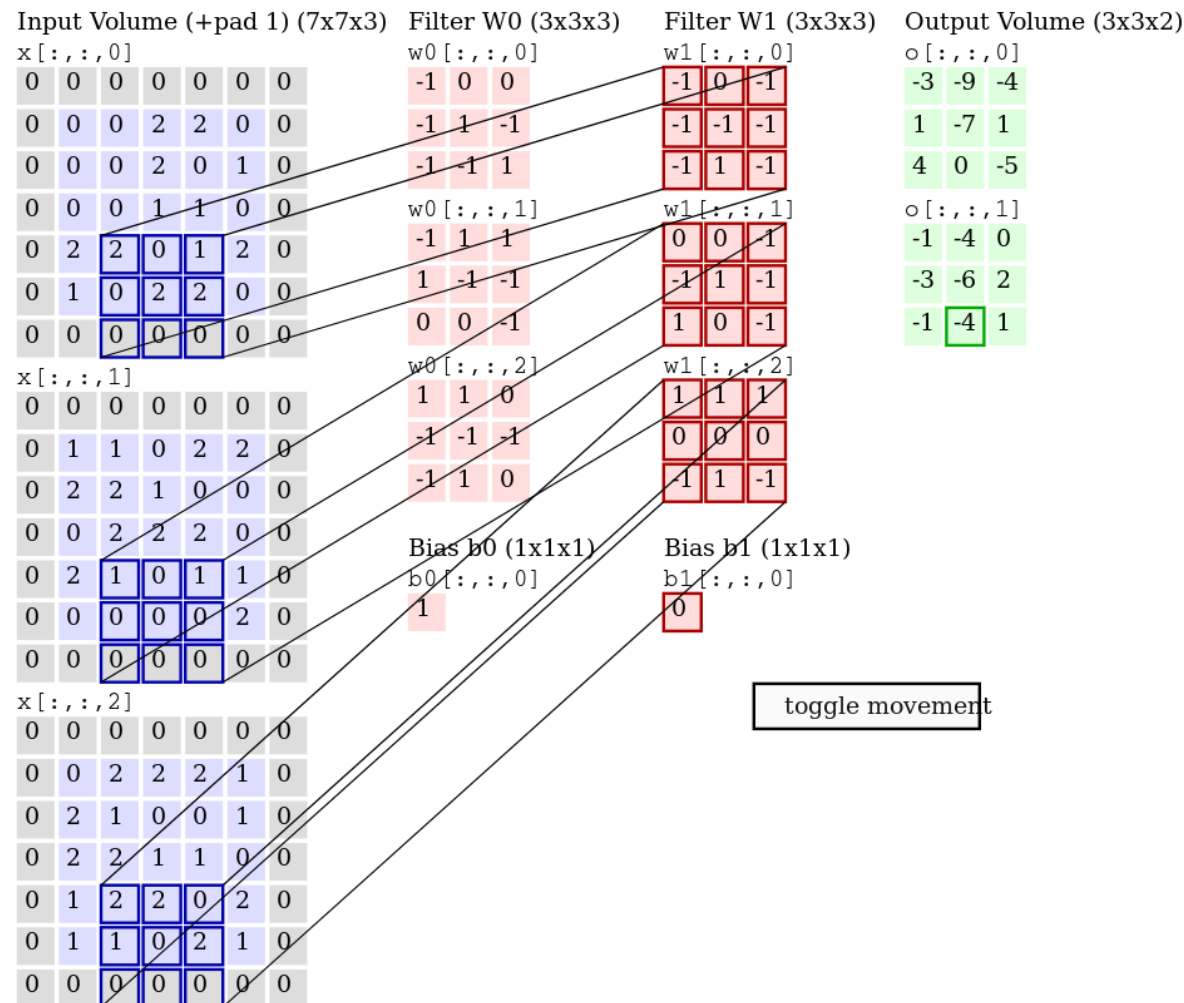 Input Volume (+pad 1) (7x7x3)
x[:,:,0]
0 0 0 0 0 0 0
0 0 0 2 2 0 0
0 0 0 2 0 1 0
0 0 0 1 1 0 0
0 2 2 0 1 2 0
0 1 0 2 2 0 0
0 0 0 0 0 0 0
x[:,:,1]
0 0 0 0 0 0 0
0 1 1 0 2 2 0
0 2 2 1 0 0 0
0 0 2 2 2 0 0
0 2 1 0 1 1 0
0 0 0 0 0 2 0
0 0 0 0 0 0 0
x[:,:,2]
0 0 0 0 0 0 0
0 0 2 2 2 1 0
0 2 1 0 0 1 0
0 2 2 1 1 0 0
0 1 2 2 0 2 0
0 1 1 0 2 1 0
0 0 0 0 0 0 0
Filter W0 (3x3x3)
w0[:,:,0]
-1 0 0
-1 1 -1
-1 -1 1
w0[:,:,1]
-1 1 1
1 -1 -1
0 0 -1
w0[:,:,2]
1 1 0
-1 -1 -1
-1 1 0
Bias b0 (1x1x1)
b0[:,:,0]
1
Filter W1 (3x3x3)
w1[:,:,0]
-1 0 -1
-1 -1 -1
-1 1 -1
w1[:,:,1]
0 0 -1
-1 1 -1
1 0 -1
w1[:,:,2]
1 1 1
0 0 0
-1 1 -1
Bias b1 (1x1x1)
b1[:,:,0]
0
Output Volume (3x3x2)
o[:,:,0]
-3 -9 -4
1 -7 1
4 0 -5
o[:,:,1]
-1 -4 0
-3 -6 2
-1 -4 1
toggle movement